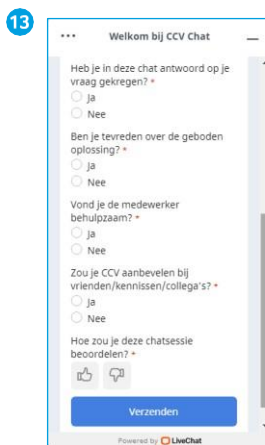 13
Welkom bij CCV Chat
Heb je in deze chat antwoord op je
vraag gekregen? *
Ja
Nee
Ben je tevreden over de geboden
oplossing? *
Ja
Nee
Vond je de medewerker
behulpzaam? *
Ja
Nee
Zou je CCV aanbevelen bij
vrienden/kennissen/collega's? *
Ja
Nee
Hoe zou je deze chatsessie
beoordelen? *
Verzenden
Powered by LiveChat